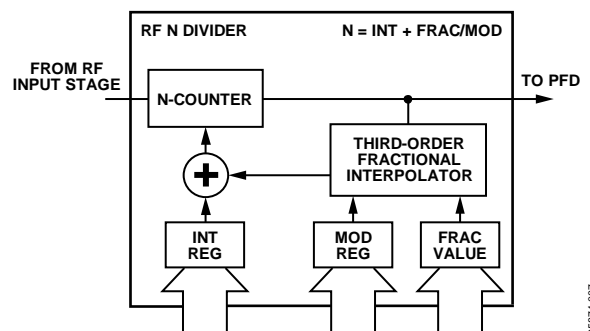 RF N DIVIDER
N = INT + FRAC/MOD
FROM RF
INPUT STAGE
TO PFD
N-COUNTER
THIRD-ORDER
FRACTIONAL
INTERPOLATOR
+
INT
REG
MOD
REG
FRAC
VALUE